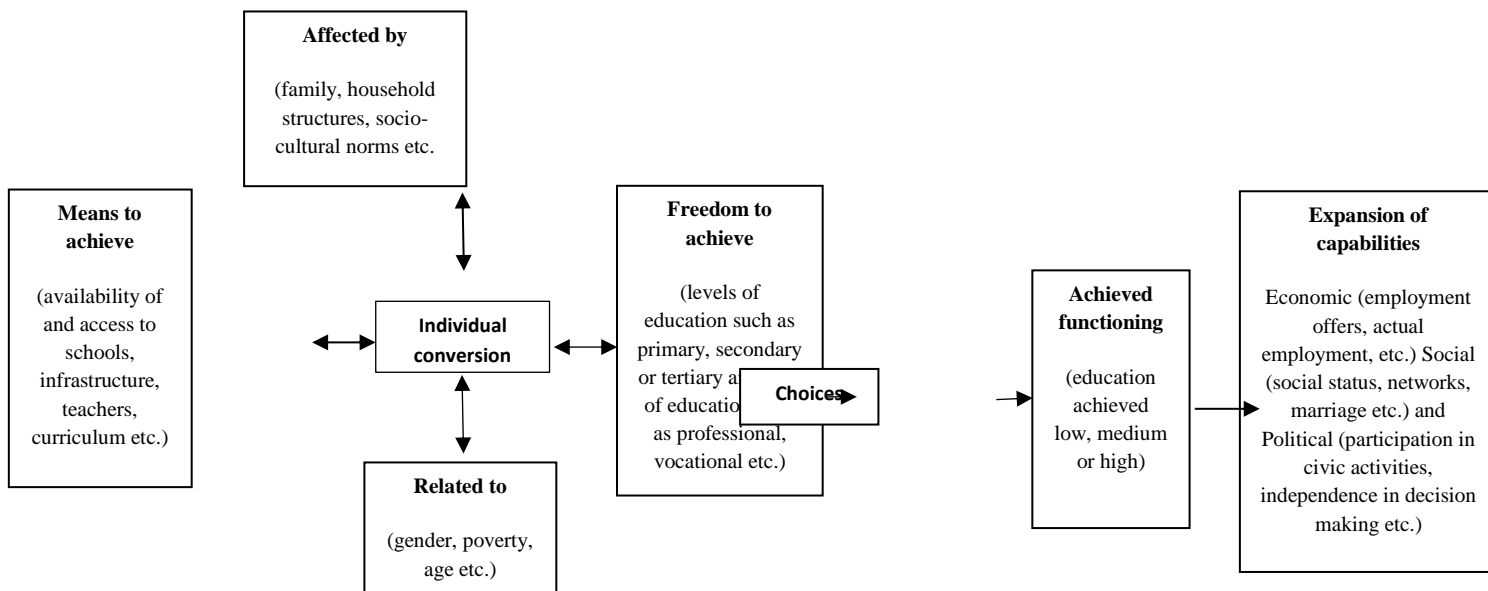 Affected by
(family, household
structures, socio-
cultural norms etc.
Means to
achieve
(availability of
and access to
schools,
infrastructure,
teachers,
curriculum etc.)
Individual
conversion
Related to
(gender, poverty,
age etc.)
Freedom to
achieve
(levels of
education such as
primary, secondary
or tertiary
of educatio
as professional,
vocational etc.)
Choices
Achieved
functioning
(education
achieved
low, medium
or high)
Expansion of
capabilities
Economic (employment
offers, actual
employment, etc.) Social
(social status, networks,
marriage etc.) and
Political (participation in
civic activities,
independence in decision
making etc.)